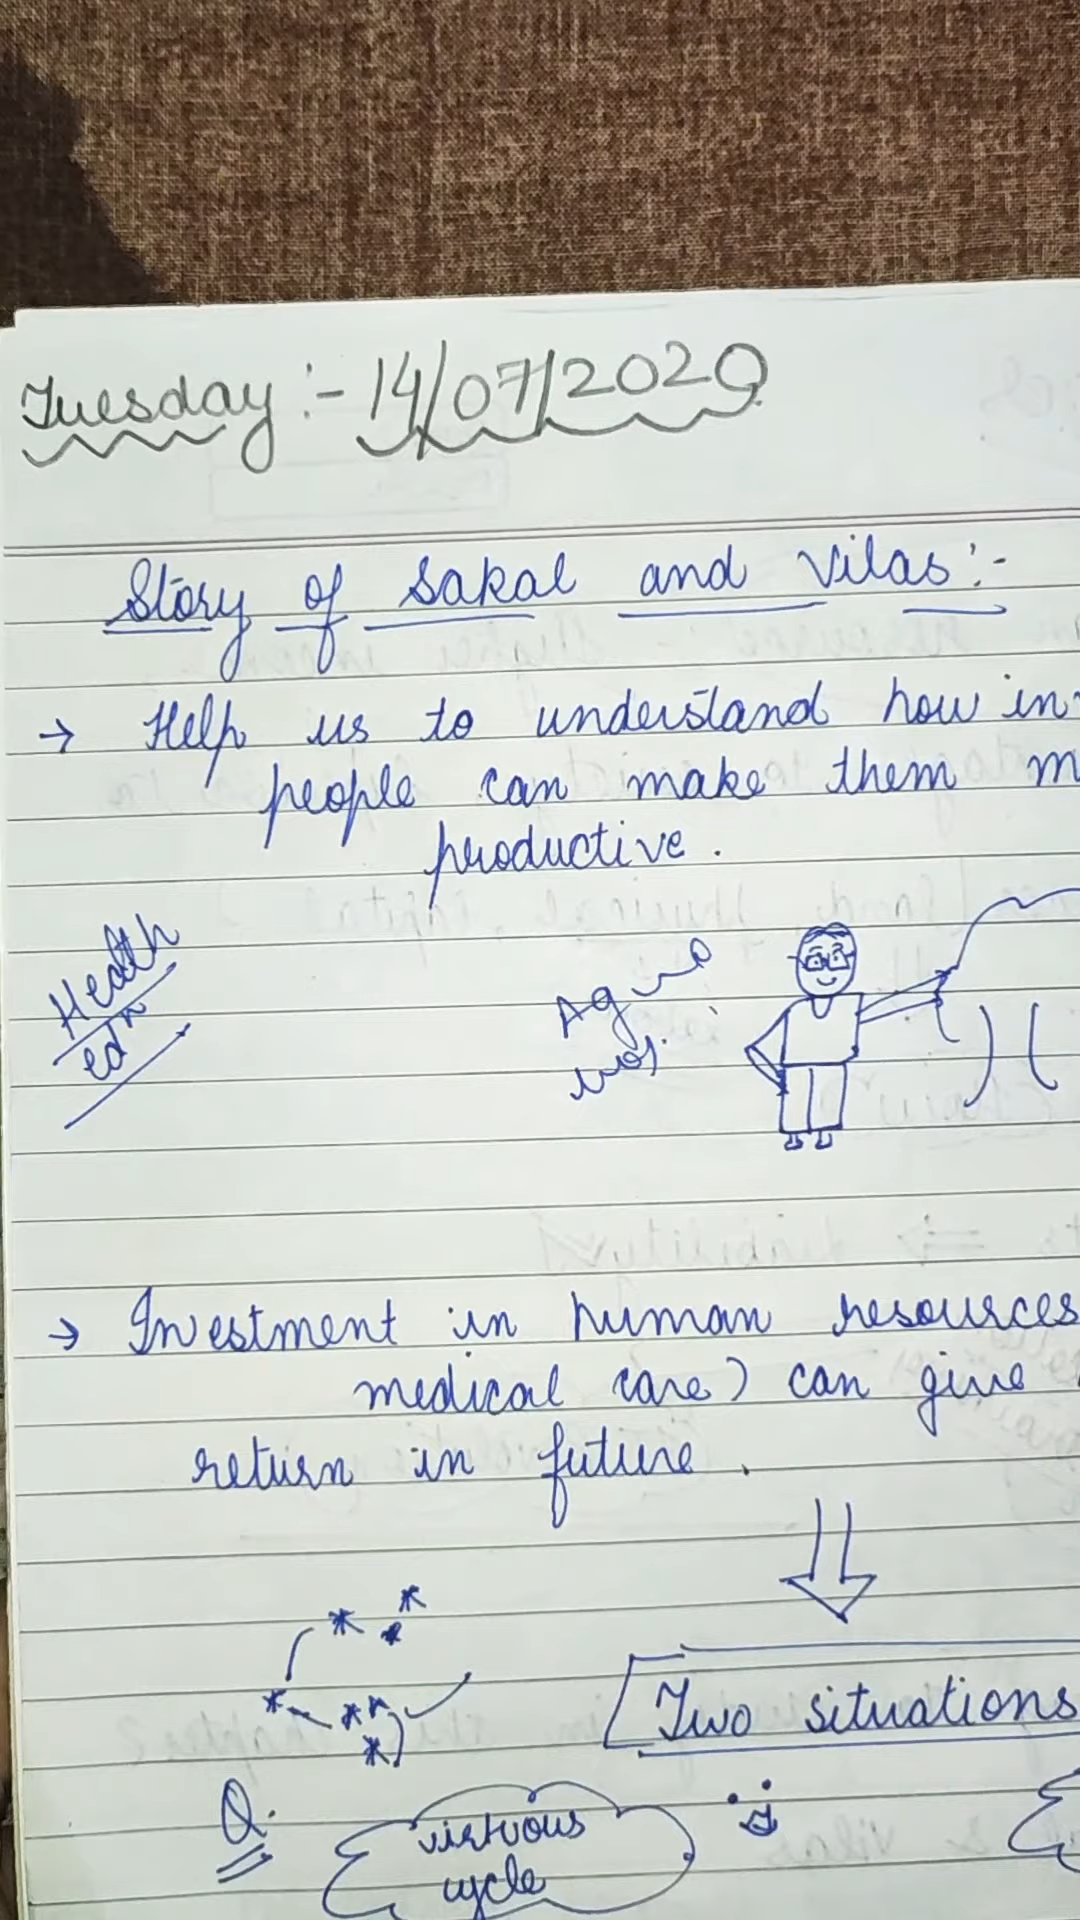 Tuesday :- 14/07/2020
Story of Sakal and Vilas :-
→ Help us to understand how in
people can make them m
productive.
Health
edn
→ Investment in human resources
medical care) can give
return in future.
Two situations
Q.
virtuous
cycle